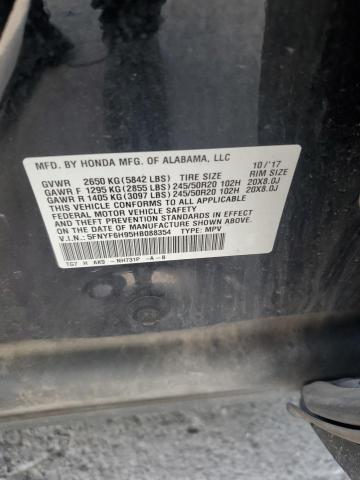 MFD. BY HONDA MFG. OF ALABAMA, LLC 10/'17
GVWR 2650 KG (5842 LBS) TIRE SIZE RIM SIZE
GAWR F 1295 KG (2855 LBS) 245/50R20 102H 20X8.0J
GAWR R 1405 KG (3097 LBS) 245/50R20 102H 20X8.0J
THIS VEHICLE CONFORMS TO ALL APPLICABLE
FEDERAL MOTOR VEHICLE SAFETY AND
THEFT PREVENTION STANDARDS IN EFFECT ON
THE DATE OF MANUFACTURE SHOWN ABOVE.
V.I.N.: 5FNYF6H95HB088354 TYPE: MPV
TG7 H AK5 -NH731P -A -B